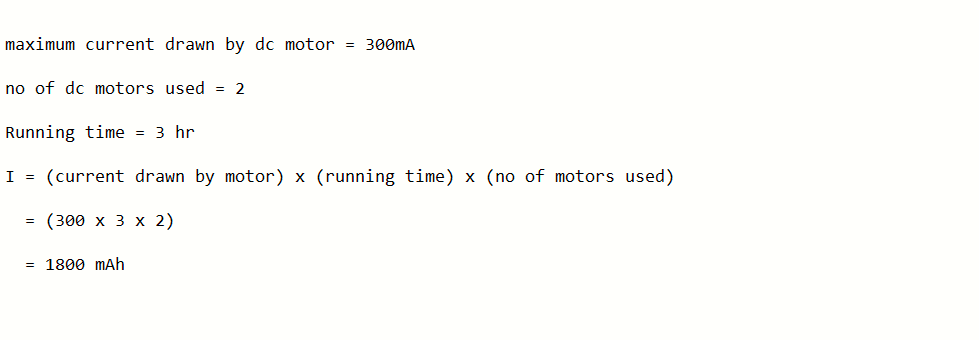 maximum current drawn by dc motor = 300mA
no of dc motors used = 2
Running time = 3 hr
I = (current drawn by motor) x (running time) x (no of motors used)
= (300 x 3 x 2)
= 1800 mAh